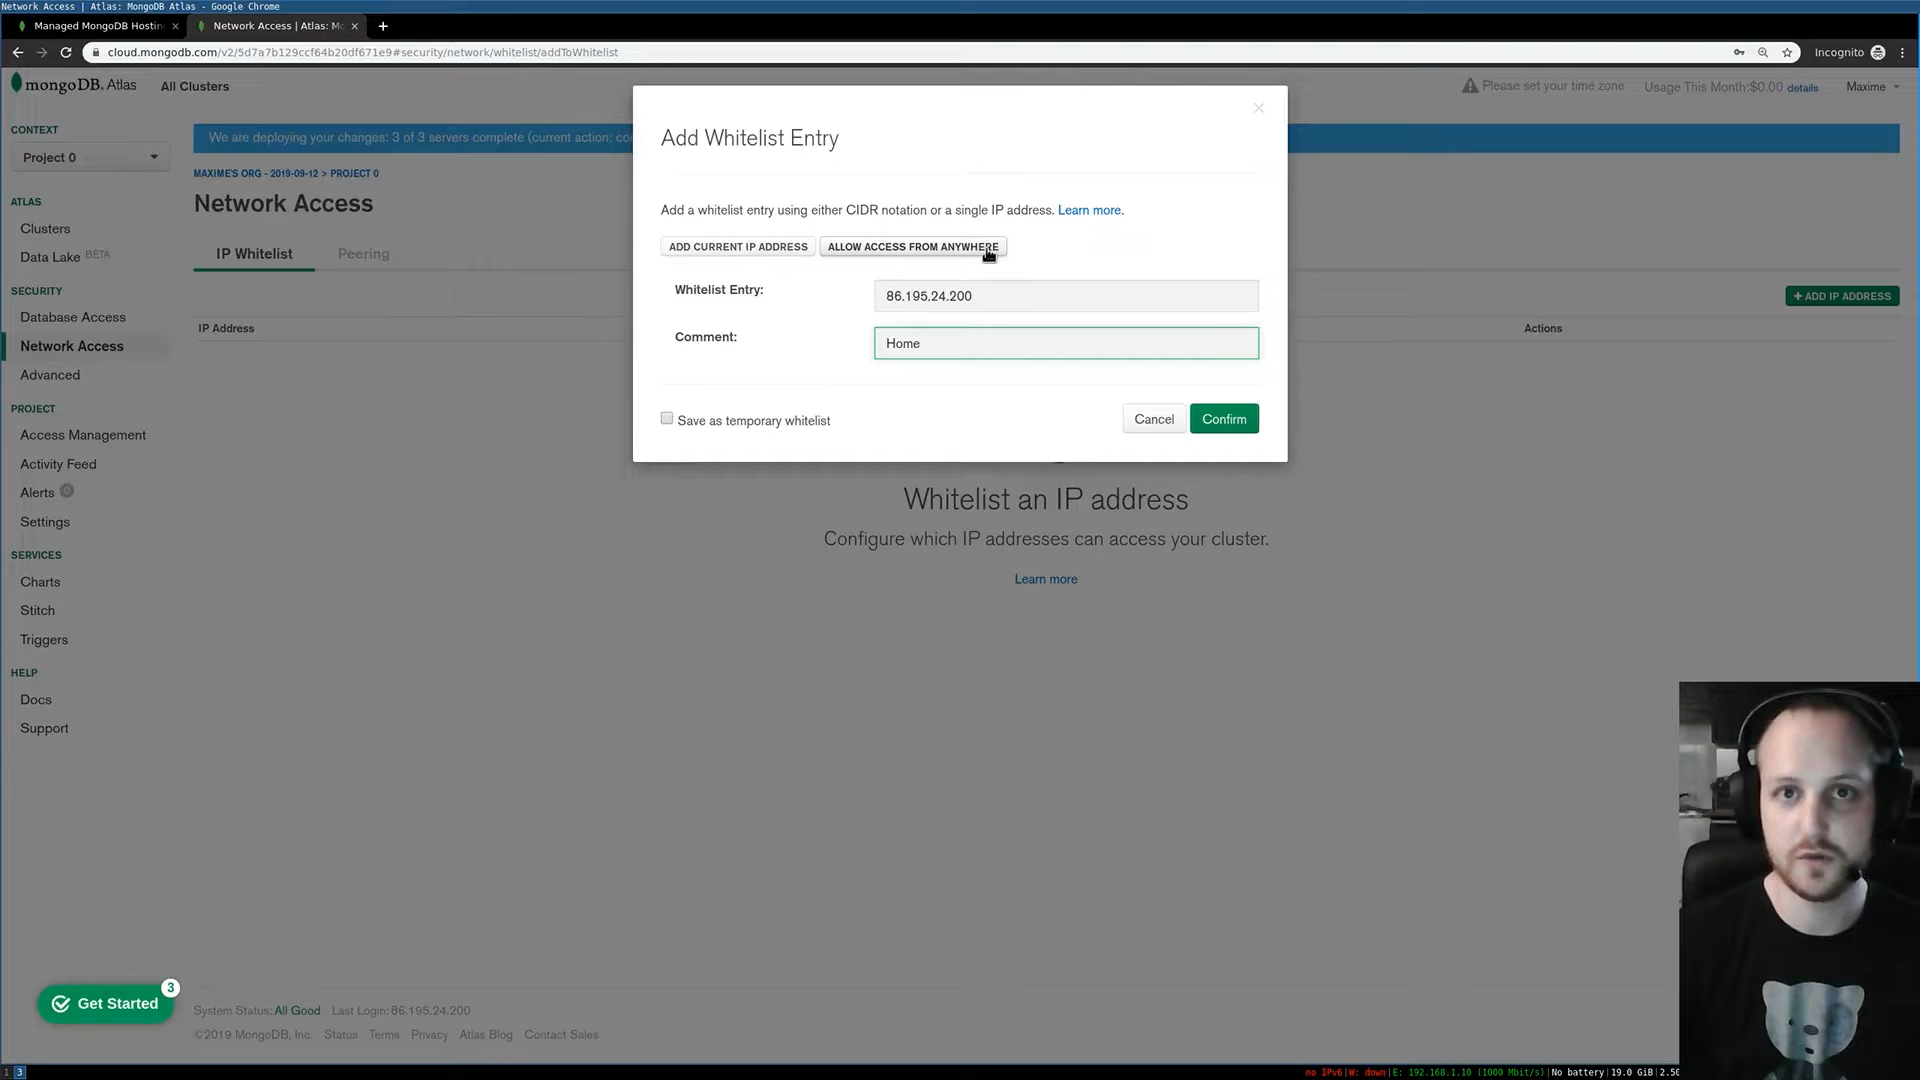 Network Access | Atlas: MongoDB Atlas - Google Chrome
Managed MongoDB Hostin
Network Access | Atlas: Mo
cloud.mongodb.com/v2/5d7a7b129ccf64b20df671e9#security/network/whitelist/addToWhitelist
Incognito
mongoDB. Atlas
All Clusters
Please set your time zone
Usage This Month:$0.00 details
Maxime
CONTEXT
Project 0
We are deploying your changes: 3 of 3 servers complete (current action: co
MAXIME'S ORG - 2019-09-12 > PROJECT 0
Network Access
IP Whitelist
Peering
+ ADD IP ADDRESS
IP Address
Actions
ATLAS
Clusters
Data Lake BETA
SECURITY
Database Access
Network Access
Advanced
PROJECT
Access Management
Activity Feed
Alerts 0
Settings
SERVICES
Charts
Stitch
Triggers
HELP
Docs
Support
Add Whitelist Entry
Add a whitelist entry using either CIDR notation or a single IP address. Learn more.
ADD CURRENT IP ADDRESS
ALLOW ACCESS FROM ANYWHERE
Whitelist Entry:
86.195.24.200
Comment:
Home
Save as temporary whitelist
Cancel
Confirm
Whitelist an IP address
Configure which IP addresses can access your cluster.
Learn more
Get Started
3
System Status: All Good Last Login: 86.195.24.200
©2019 MongoDB, Inc. Status Terms Privacy Atlas Blog Contact Sales
1 3
no IPv6|W: down|E: 192.168.1.10 (1000 Mbit/s)|No battery|19.0 GiB|2.50